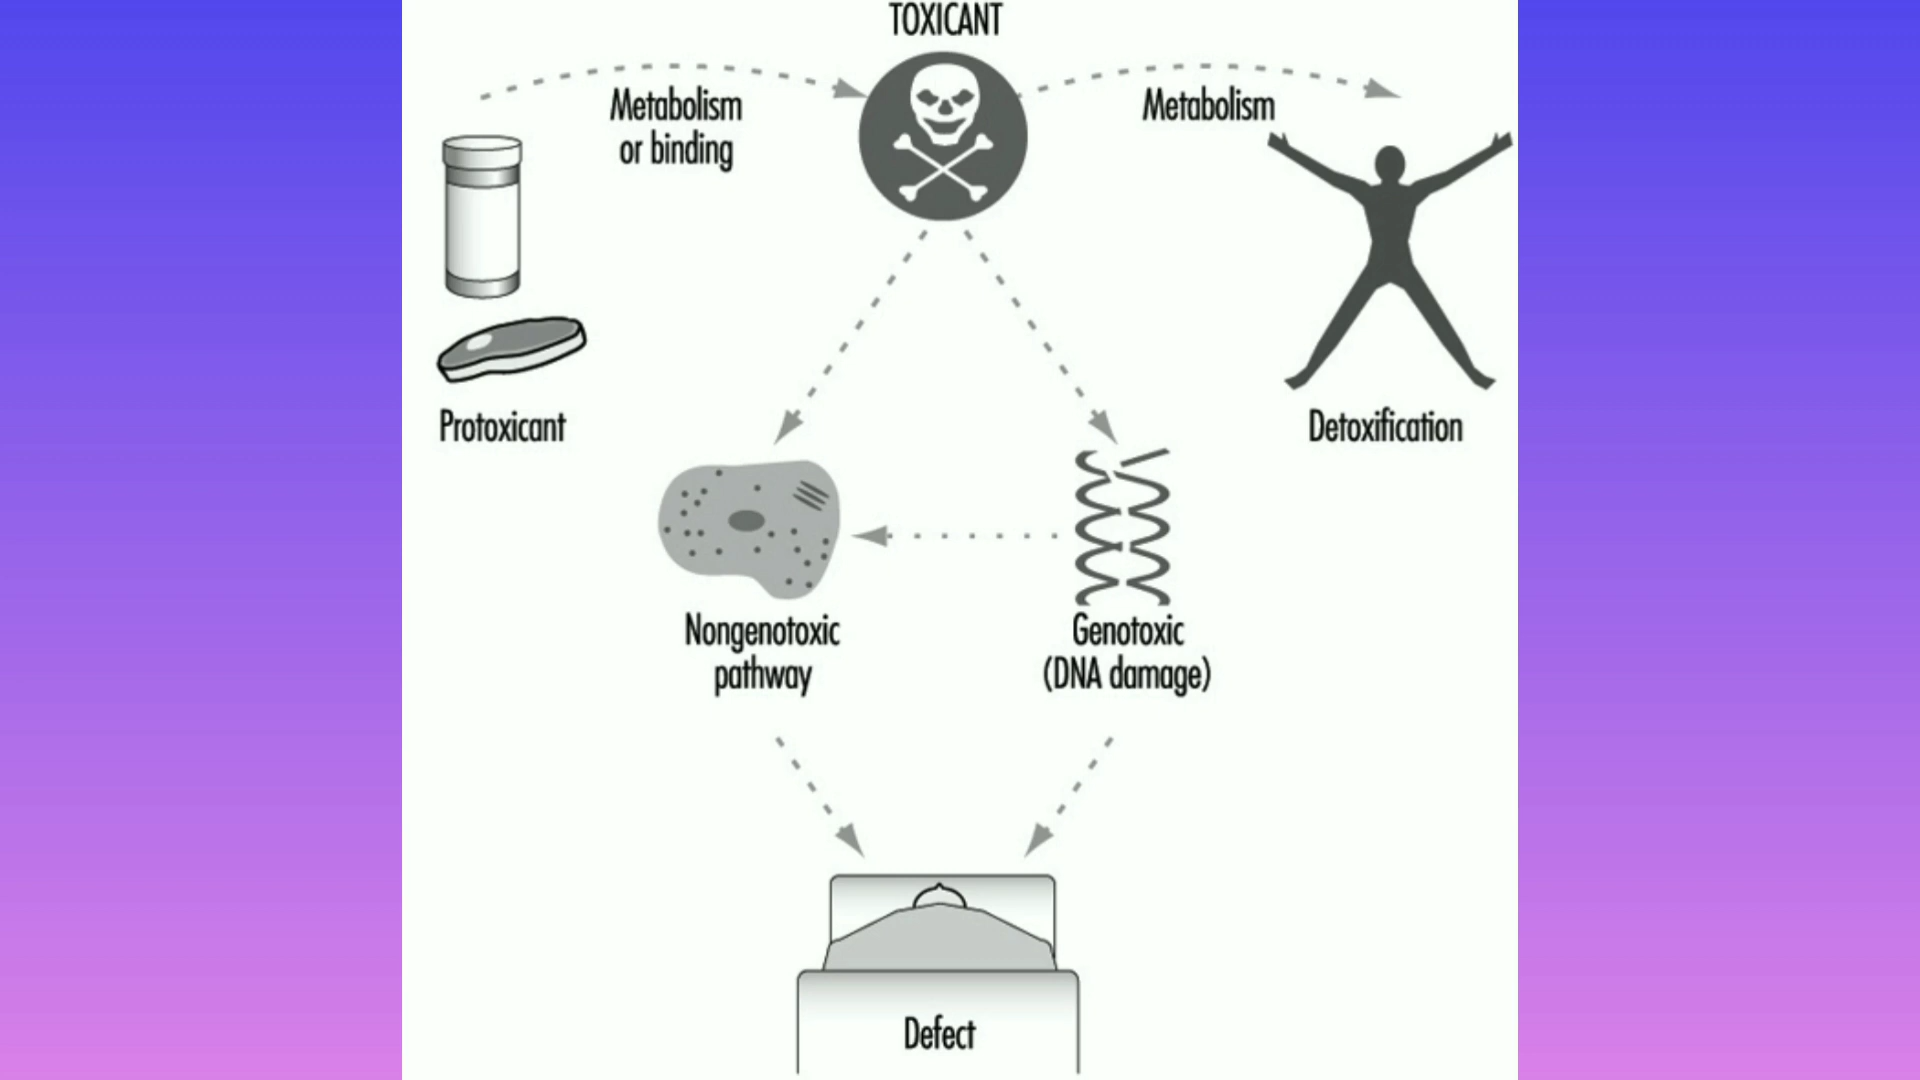 TOXICANT
Metabolism
or binding
Metabolism
Protoxicant
Detoxification
Nongenotoxic
pathway
Genotoxic
(DNA damage)
Defect